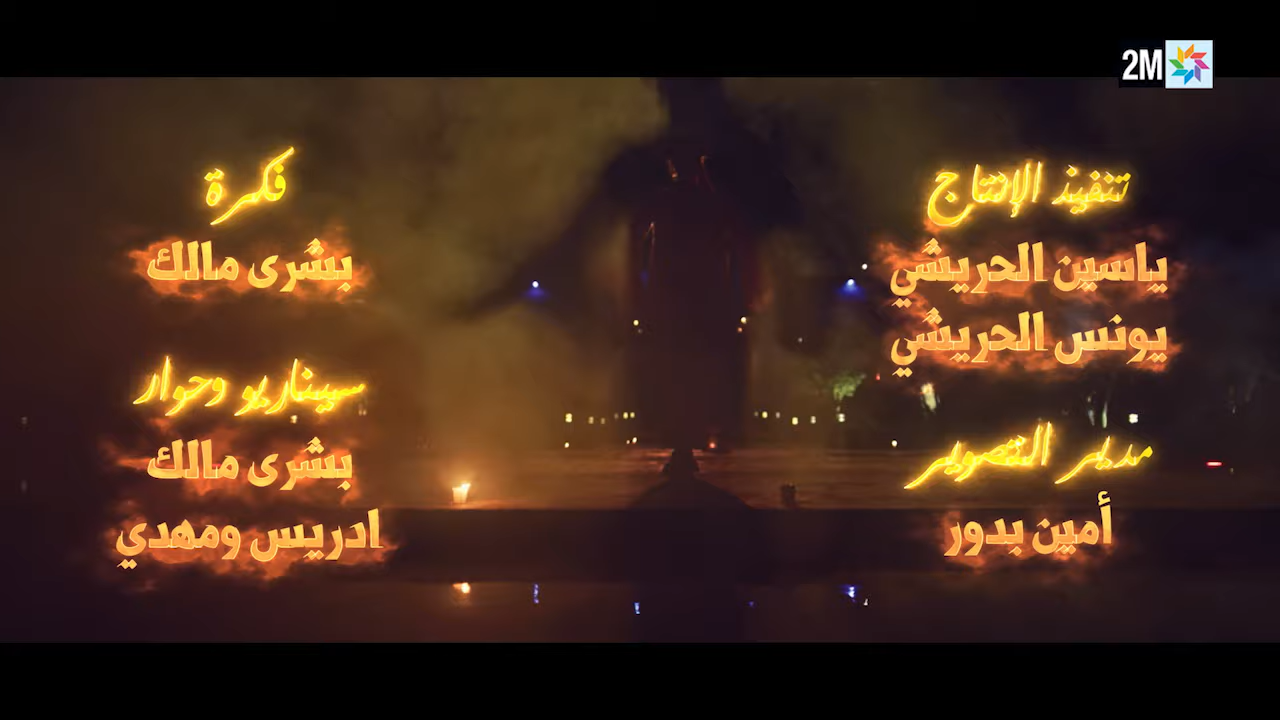 2M
تنفيذ الإنتاج
ياسين الحريشي
يونس الحريشي
مدير التصوير
أمين بدور
فكرة
بشرى مالك
سيناريو وحوار
بشرى مالك
ادريس ومهدي